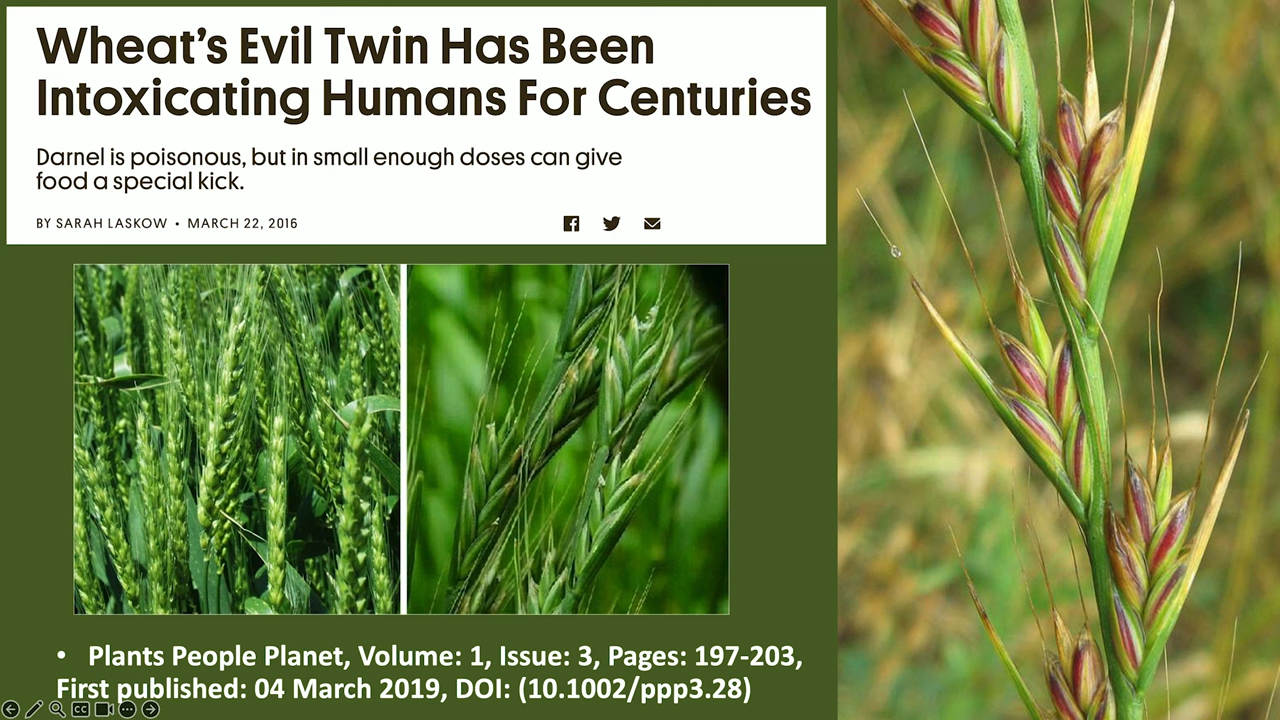 Wheat's Evil Twin Has Been
Intoxicating Humans For Centuries
Darnel is poisonous, but in small enough doses can give
food a special kick.
BY SARAH LASKOW • MARCH 22, 2016
• Plants People Planet, Volume: 1, Issue: 3, Pages: 197-203,
First published: 04 March 2019, DOI: (10.1002/ppp3.28)
CC